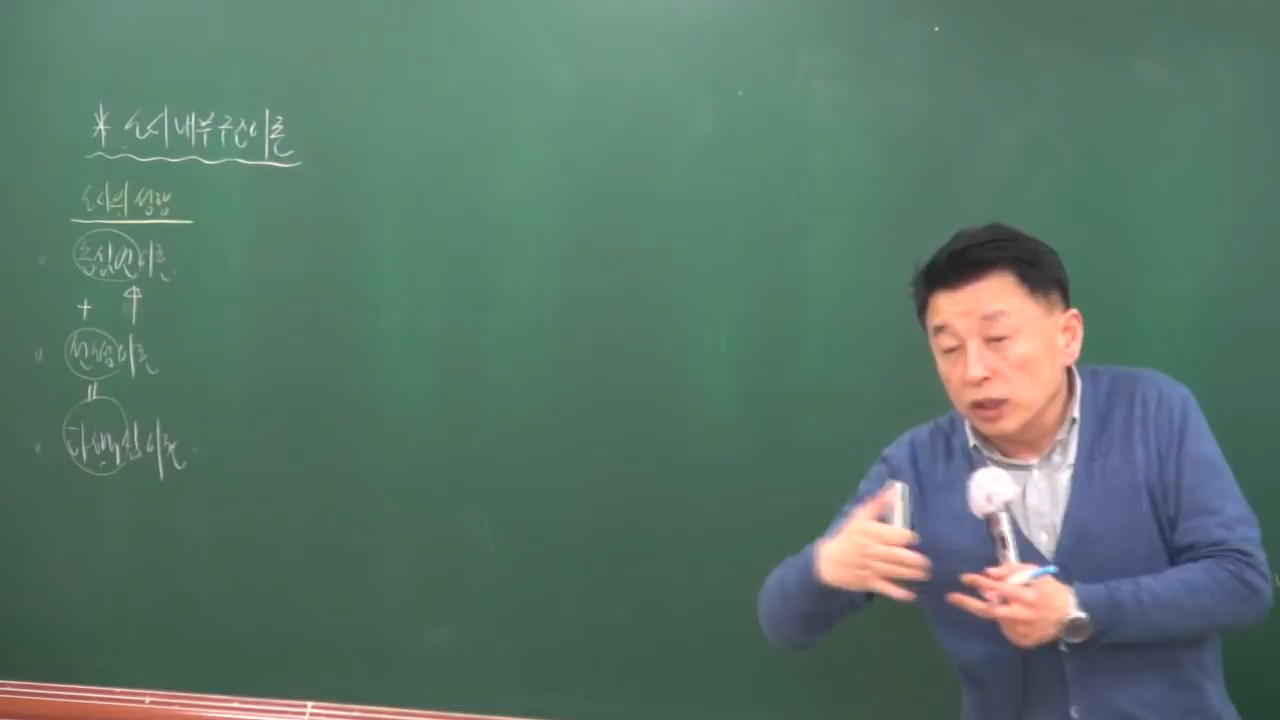 * 도시내부구조이론
도시의 성장
· 동심원이론
+ ↑
· 선형이론
〃
· 다핵심이론